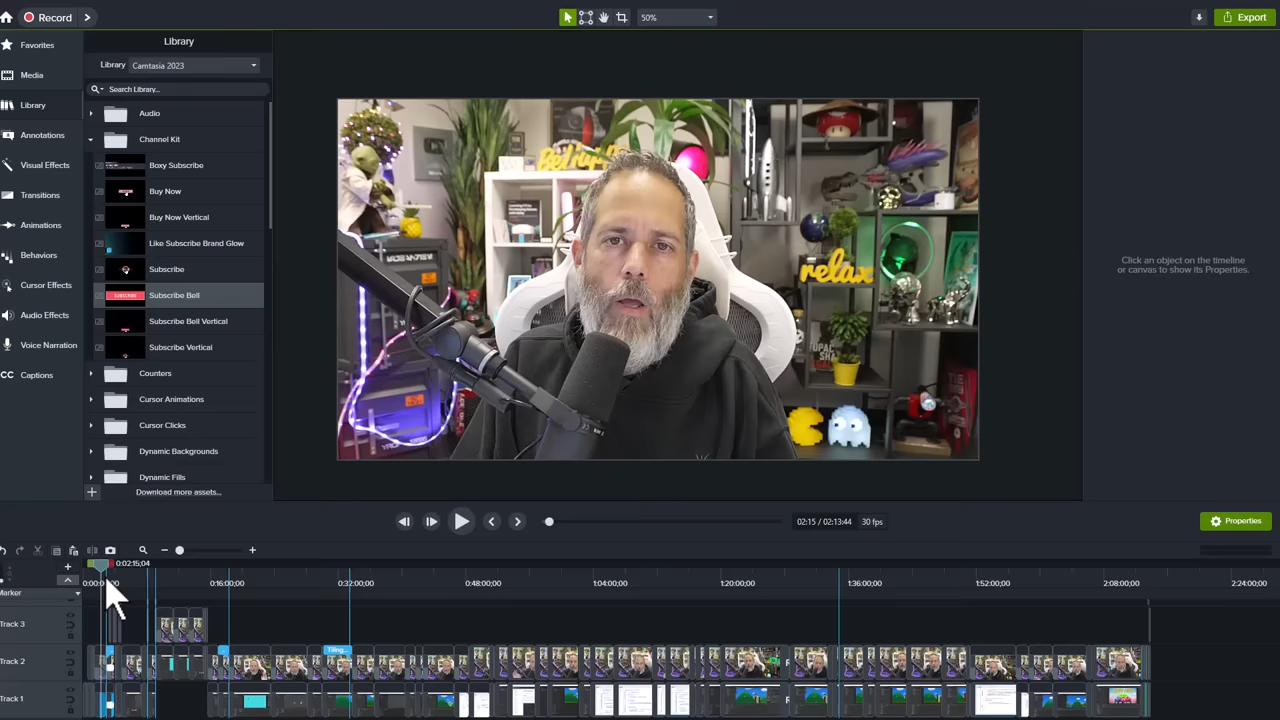 Record
50%
Export
Favorites
Media
Library
Annotations
Visual Effects
Transitions
Animations
Behaviors
Cursor Effects
Audio Effects
Voice Narration
CC Captions
Library
Library Camtasia 2023
Search Library...
Audio
Channel Kit
Boxy Subscribe
Buy Now
Buy Now Vertical
Like Subscribe Brand Glow
Subscribe
SUBSCRIBE
Subscribe Bell
Subscribe Bell Vertical
Subscribe Vertical
Counters
Cursor Animations
Cursor Clicks
Dynamic Backgrounds
Dynamic Fills
Download more assets...
relax
TUPAC
SHA
Click an object on the timeline
or canvas to show its Properties.
02:15 / 02:13:44 30 fps
Properties
0:02:15;04
0:16:00;00 0:32:00;00 0:48:00;00 1:04:00;00 1:20:00;00 1:36:00;00 1:52:00;00 2:08:00;00 2:24:00;00
Marker
Track 3
Tiling...
Track 2
Track 1